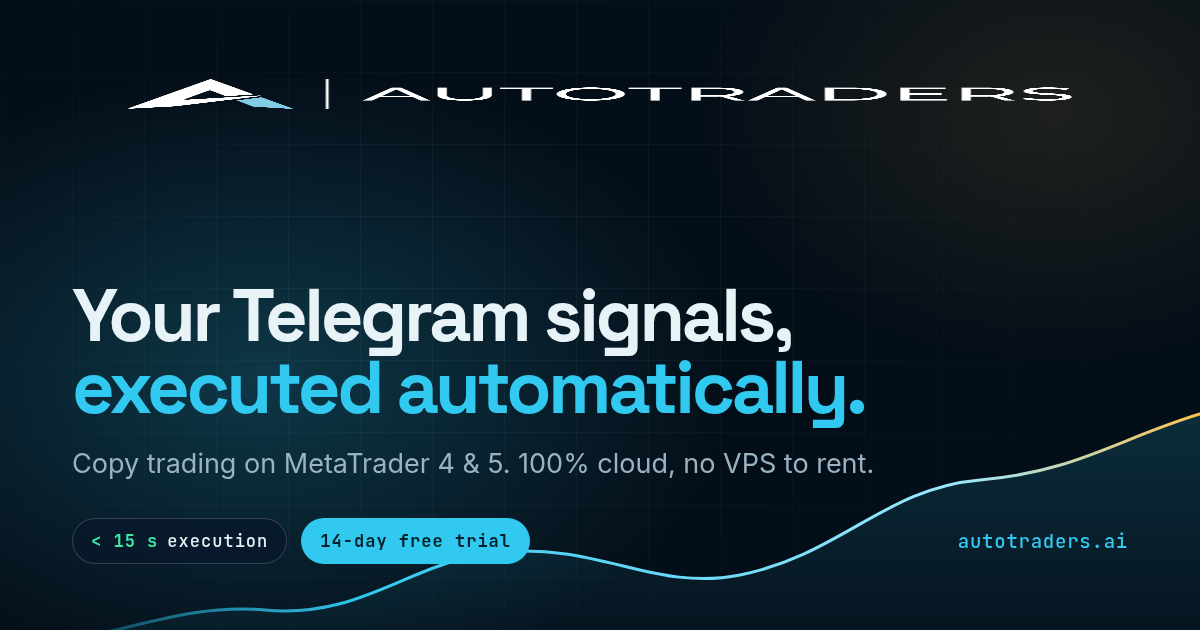 AUTOTRADERS
Your Telegram signals,
executed automatically.
Copy trading on MetaTrader 4 & 5. 100% cloud, no VPS to rent.
< 15 s execution
14-day free trial
autotraders.ai